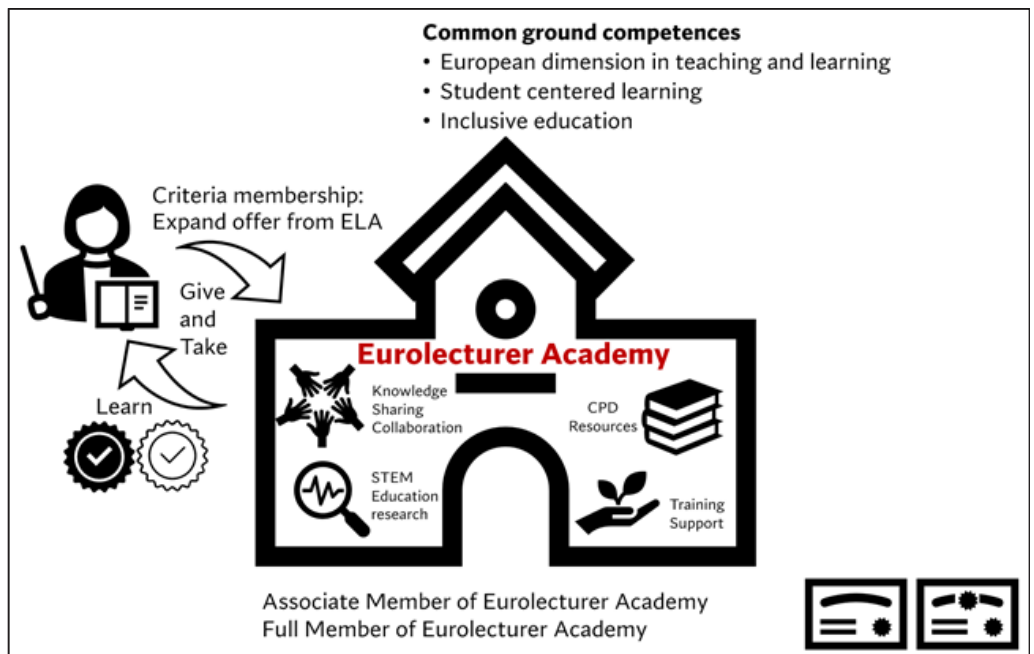 Common ground competences
• European dimension in teaching and learning
• Student centered learning
• Inclusive education
Criteria membership:
Expand offer from ELA
Give
and
Take
Learn
Eurolecturer Academy
Knowledge
Sharing
Collaboration
CPD
Resources
STEM
Education
research
Training
Support
Associate Member of Eurolecturer Academy
Full Member of Eurolecturer Academy